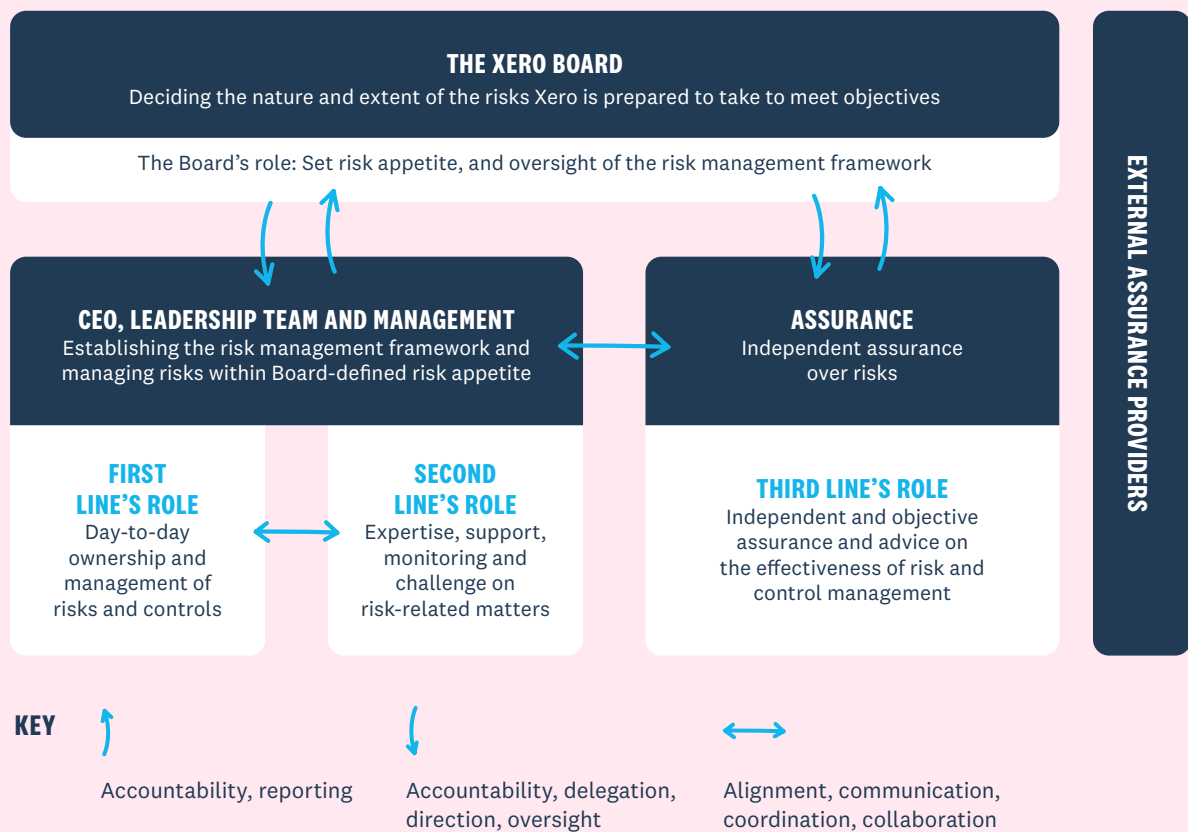 THE XERO BOARD
Deciding the nature and extent of the risks Xero is prepared to take to meet objectives
The Board’s role: Set risk appetite, and oversight of the risk management framework
CEO, LEADERSHIP TEAM AND MANAGEMENT
Establishing the risk management framework and
managing risks within Board-defined risk appetite
FIRST
LINE’S ROLE
Day-to-day
ownership and
management of
risks and controls
SECOND
LINE’S ROLE
Expertise, support,
monitoring and
challenge on
risk-related matters
ASSURANCE
Independent assurance
over risks
THIRD LINE’S ROLE
Independent and objective
assurance and advice on
the effectiveness of risk and
control management
EXTERNAL ASSURANCE PROVIDERS
KEY
Accountability, reporting
Accountability, delegation,
direction, oversight
Alignment, communication,
coordination, collaboration